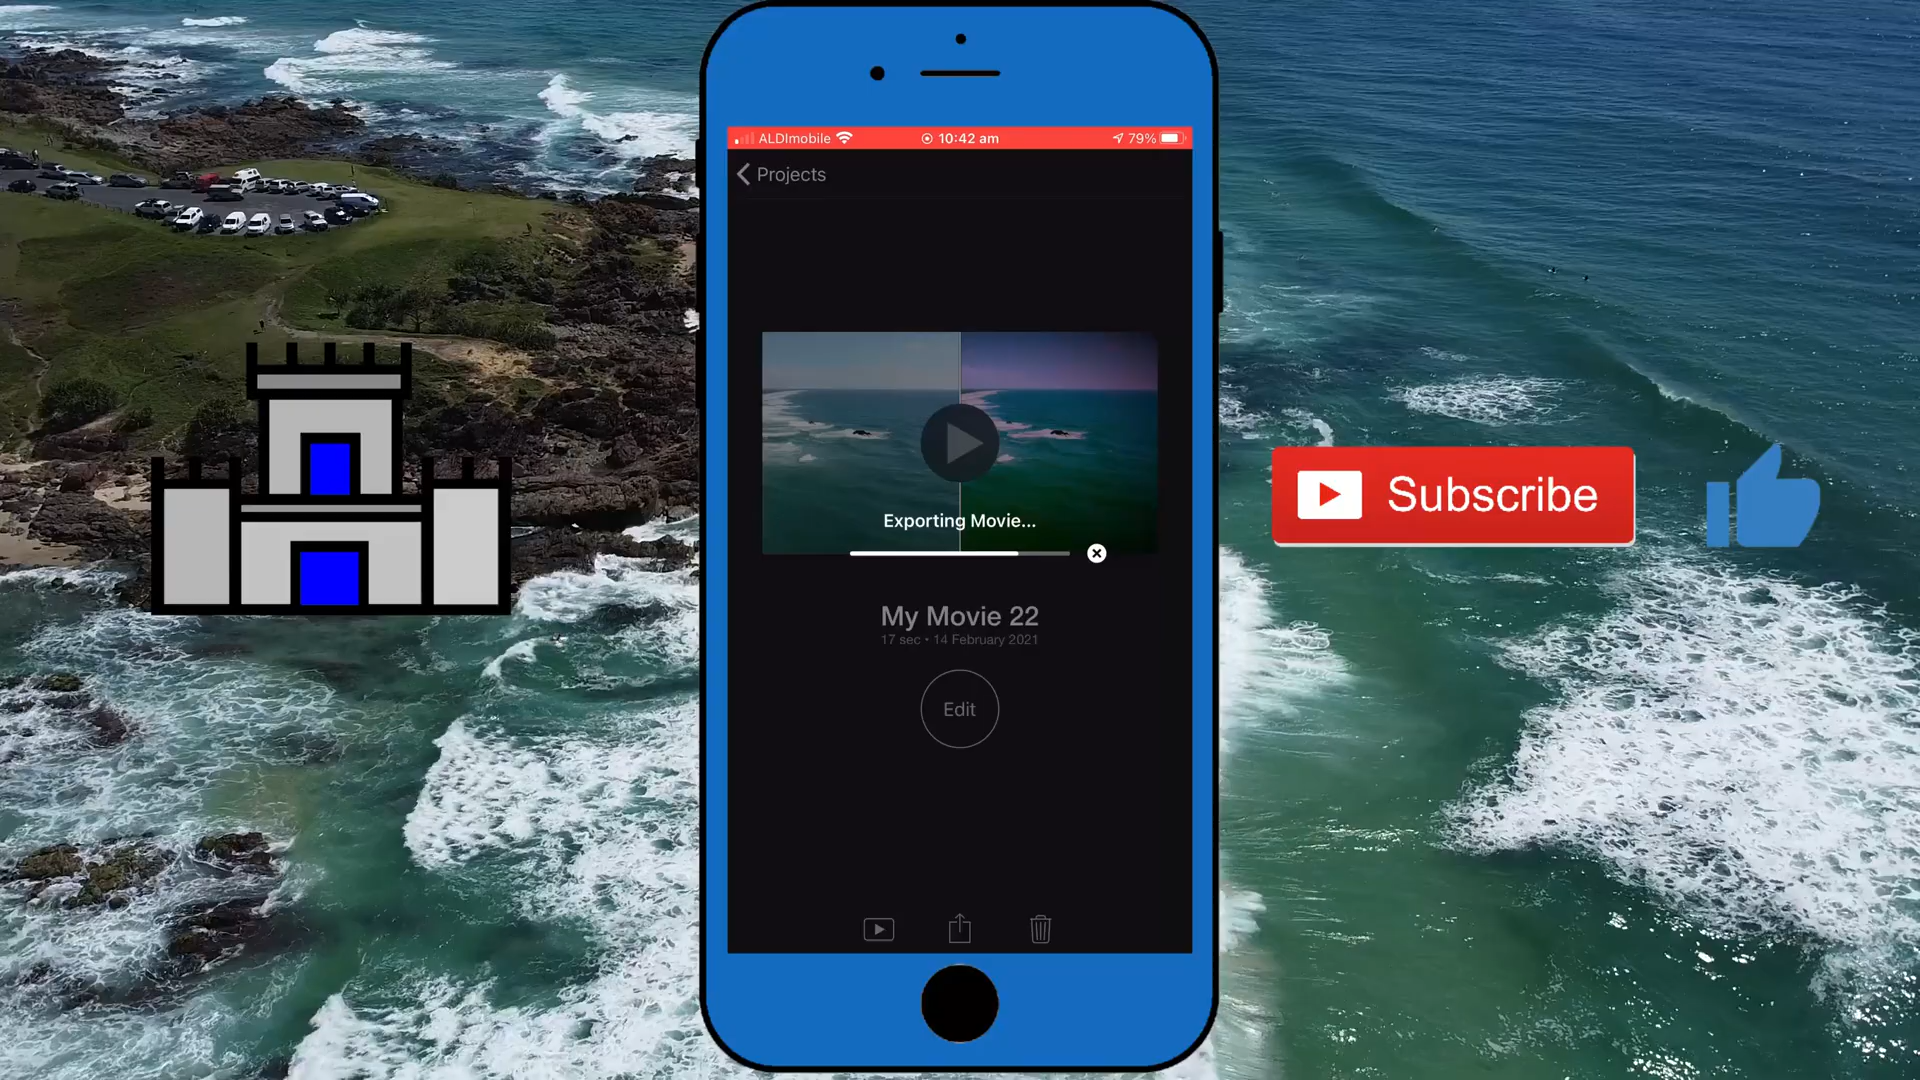 ALDImobile 10:42 am 79%
Projects
Exporting Movie...
My Movie 22
17 sec • 14 February 2021
Edit
Subscribe